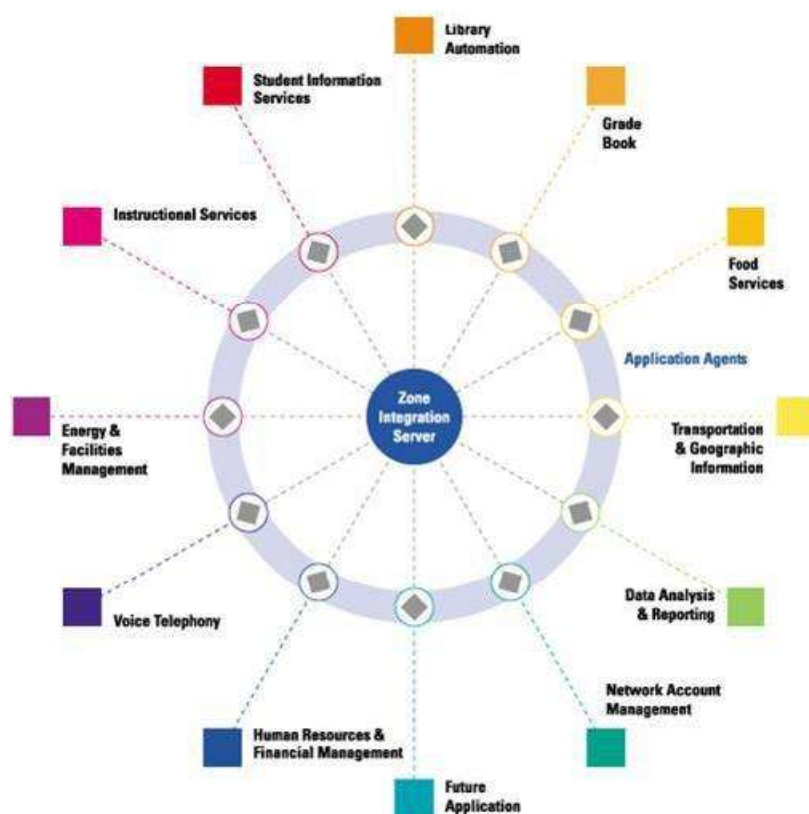 Library
Automation
Student Information
Services
Grade
Book
Instructional Services
Food
Services
Application Agents
Zone
Integration
Server
Energy &
Facilities
Management
Transportation
& Geographic
Information
Data Analysis
& Reporting
Voice Telephony
Network Account
Management
Human Resources &
Financial Management
Future
Application